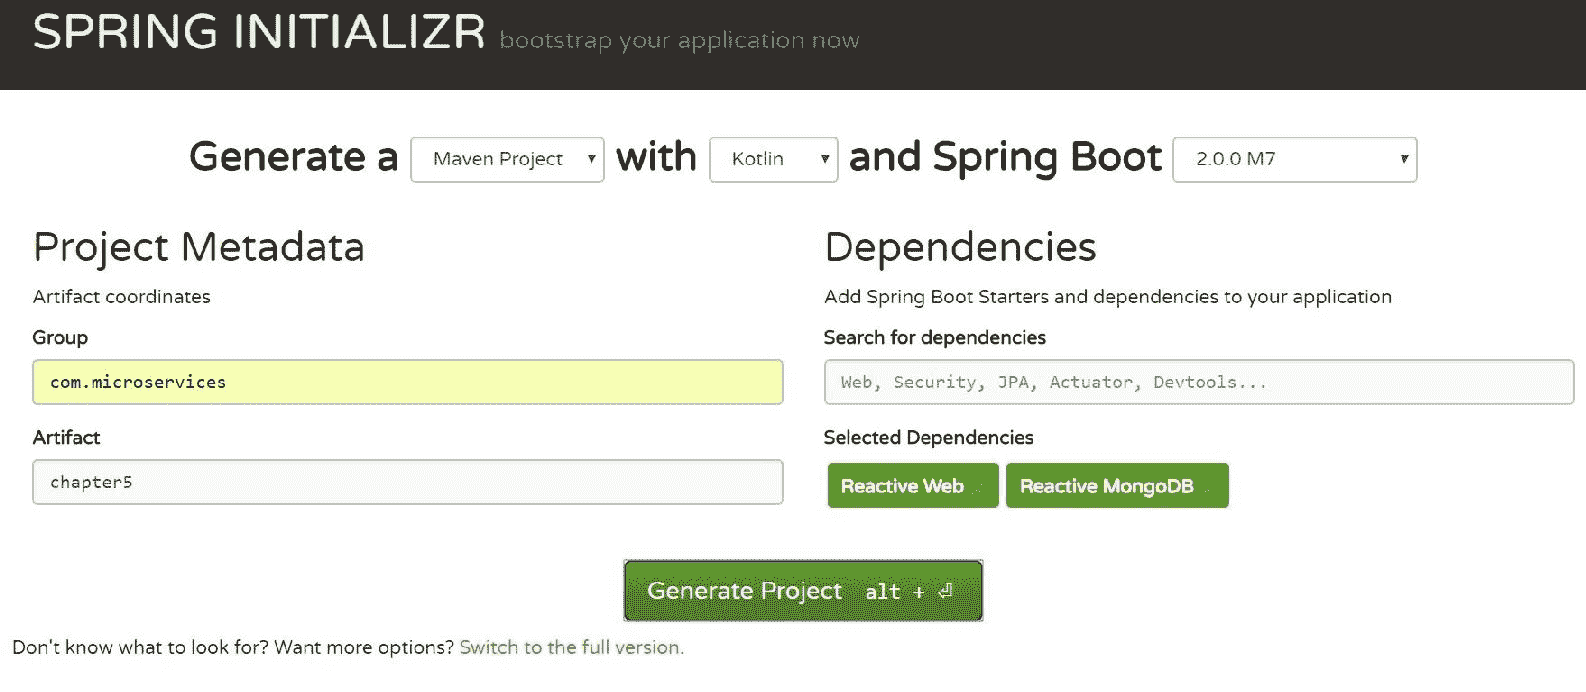 SPRING INITIALIZR bootstrap your application now
Generate a Maven Project with Kotlin and Spring Boot 2.0.0 M7
Project Metadata
Artifact coordinates
Group
com.microservices
Artifact
chapter5
Dependencies
Add Spring Boot Starters and dependencies to your application
Search for dependencies
Web, Security, JPA, Actuator, Devtools...
Selected Dependencies
Reactive Web Reactive MongoDB
Generate Project alt + ⏎
Don't know what to look for? Want more options? Switch to the full version.